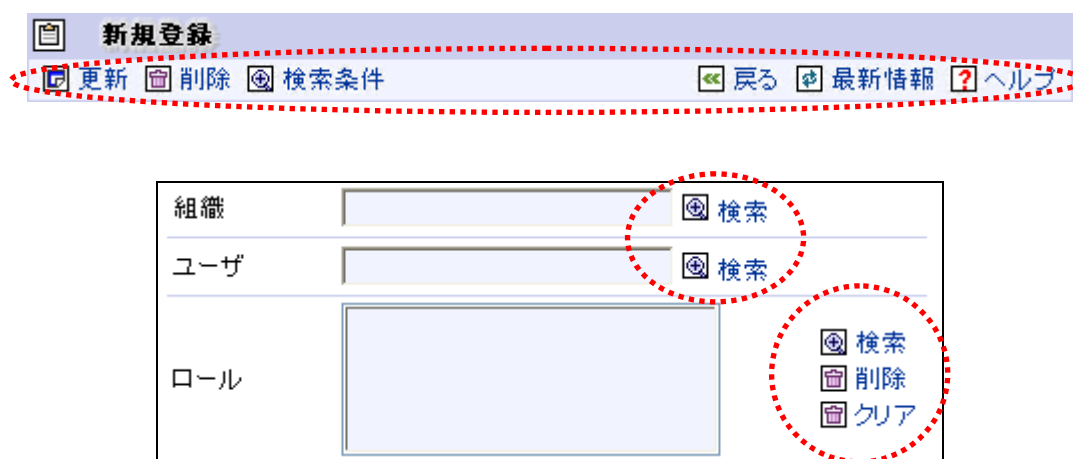 新規登録
更新 削除 検索条件 戻る 最新情報 ? ヘルプ
組織 検索
ユーザ 検索
検索
ロール 削除
クリア